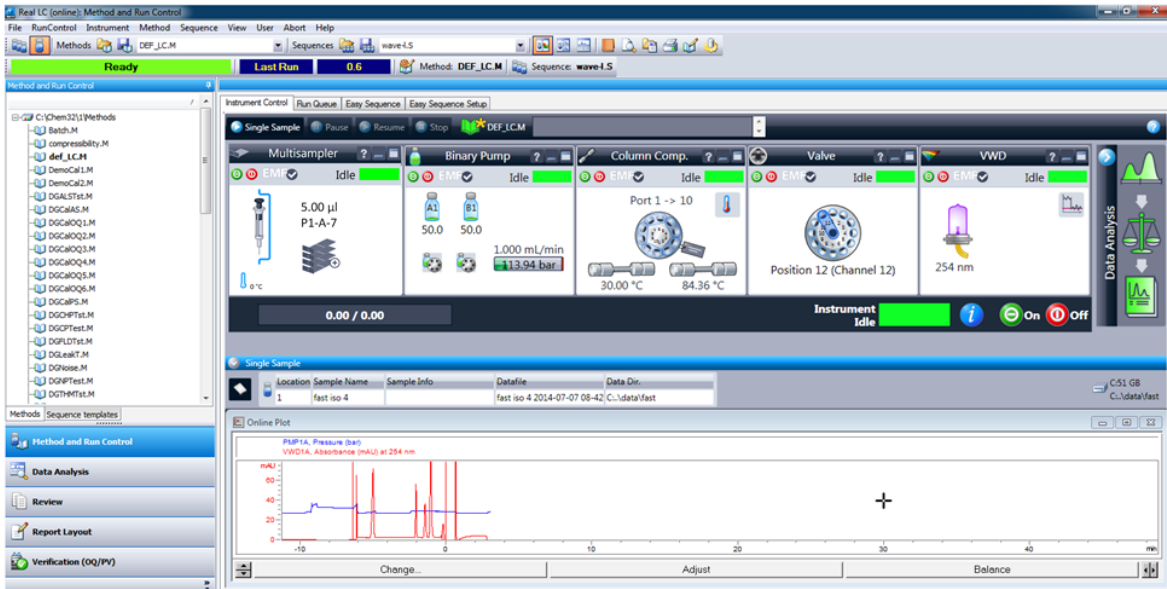 Real LC (online): Method and Run Control
File RunControl Instrument Method Sequence View User Abort Help
Methods DEF_LC.M Sequences wave-l.S
Ready Last Run 0.6 Method: DEF_LC.M Sequence: wave-l.S
Method and Run Control
C:\Chem32\1\Methods
Batch.M
compressibility.M
def_LC.M
DemoCal1.M
DemoCal2.M
DGALSTst.M
DGCalAS.M
DGCalOQ1.M
DGCalOQ2.M
DGCalOQ3.M
DGCalOQ4.M
DGCalOQ5.M
DGCalOQ6.M
DGCalPS.M
DGCHPTst.M
DGCPTest.M
DGFLDTst.M
DGLeakT.M
DGNoise.M
DGNPTest.M
DGTHMTst.M
Methods Sequence templates
Method and Run Control
Data Analysis
Review
Report Layout
Verification (OQ/PV)
Instrument Control Run Queue Easy Sequence Easy Sequence Setup
Single Sample Pause Resume Stop DEF_LC.M
Multisampler ? Binary Pump ? Column Comp. ? Valve ? VWD ?
EMF Idle EMF Idle EMF Idle EMF Idle EMF Idle
5.00 µl
P1-A-7
0 °C
A1 B1
50.0 50.0
1.000 mL/min
113.94 bar
Port 1 -> 10
30.00 °C 84.36 °C
Position 12 (Channel 12)
254 nm
Data Analysis
0.00 / 0.00
Instrument
Idle
On Off
Single Sample
Location Sample Name Sample Info Datafile Data Dir.
1 fast iso 4 fast iso 4 2014-07-07 08-42 C:..\data\fast
C:51 GB
C:..\data\fast
Online Plot
PMP1A, Pressure (bar)
VWD1A, Absorbance (mAU) at 254 nm
mAU
60
40
20
0
-10 0 10 20 30 40 min
Change... Adjust Balance